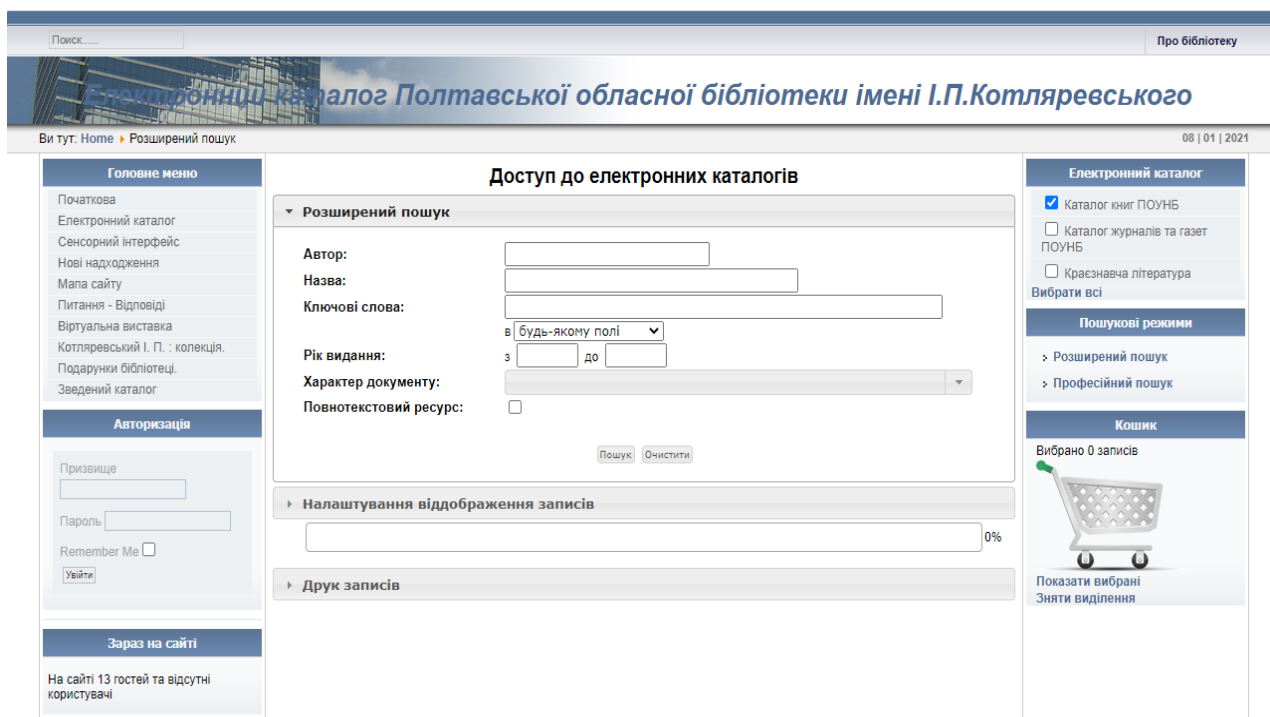 Поиск......
Про бібліотеку
Електронний каталог Полтавської обласної бібліотеки імені І.П.Котляревського
Ви тут: Home Розширений пошук
08 | 01 | 2021
Головне меню
Початкова
Електронний каталог
Сенсорний інтерфейс
Нові надходження
Мапа сайту
Питання - Відповіді
Віртуальна виставка
Котляревський І. П. : колекція.
Подарунки бібліотеці.
Зведений каталог
Авторизація
Призвище
Пароль
Remember Me
Увійти
Зараз на сайті
На сайті 13 гостей та відсутні
користувачі
Доступ до електронних каталогів
Розширений пошук
Автор:
Назва:
Ключові слова:
в будь-якому полі
Рік видання: з до
Характер документу:
Повнотекстовий ресурс:
Пошук Очистити
Налаштування віддображення записів
0%
Друк записів
Електронний каталог
Каталог книг ПОУНБ
Каталог журналів та газет
ПОУНБ
Краєзнавча література
Вибрати всі
Пошукові режими
Розширений пошук
Професійний пошук
Кошик
Вибрано 0 записів
Показати вибрані
Зняти виділення